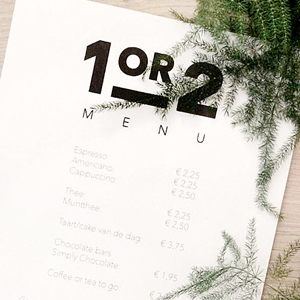 1 OR 2
MENU
Espresso € 2,25
Americano € 2,25
Cappuccino € 2,50
Thee € 2,25
Muntthee € 2,50
Taart/cake van de dag € 3,75
Chocolate Bars
Simply Chocolate € 1,95
Coffee or tea to go